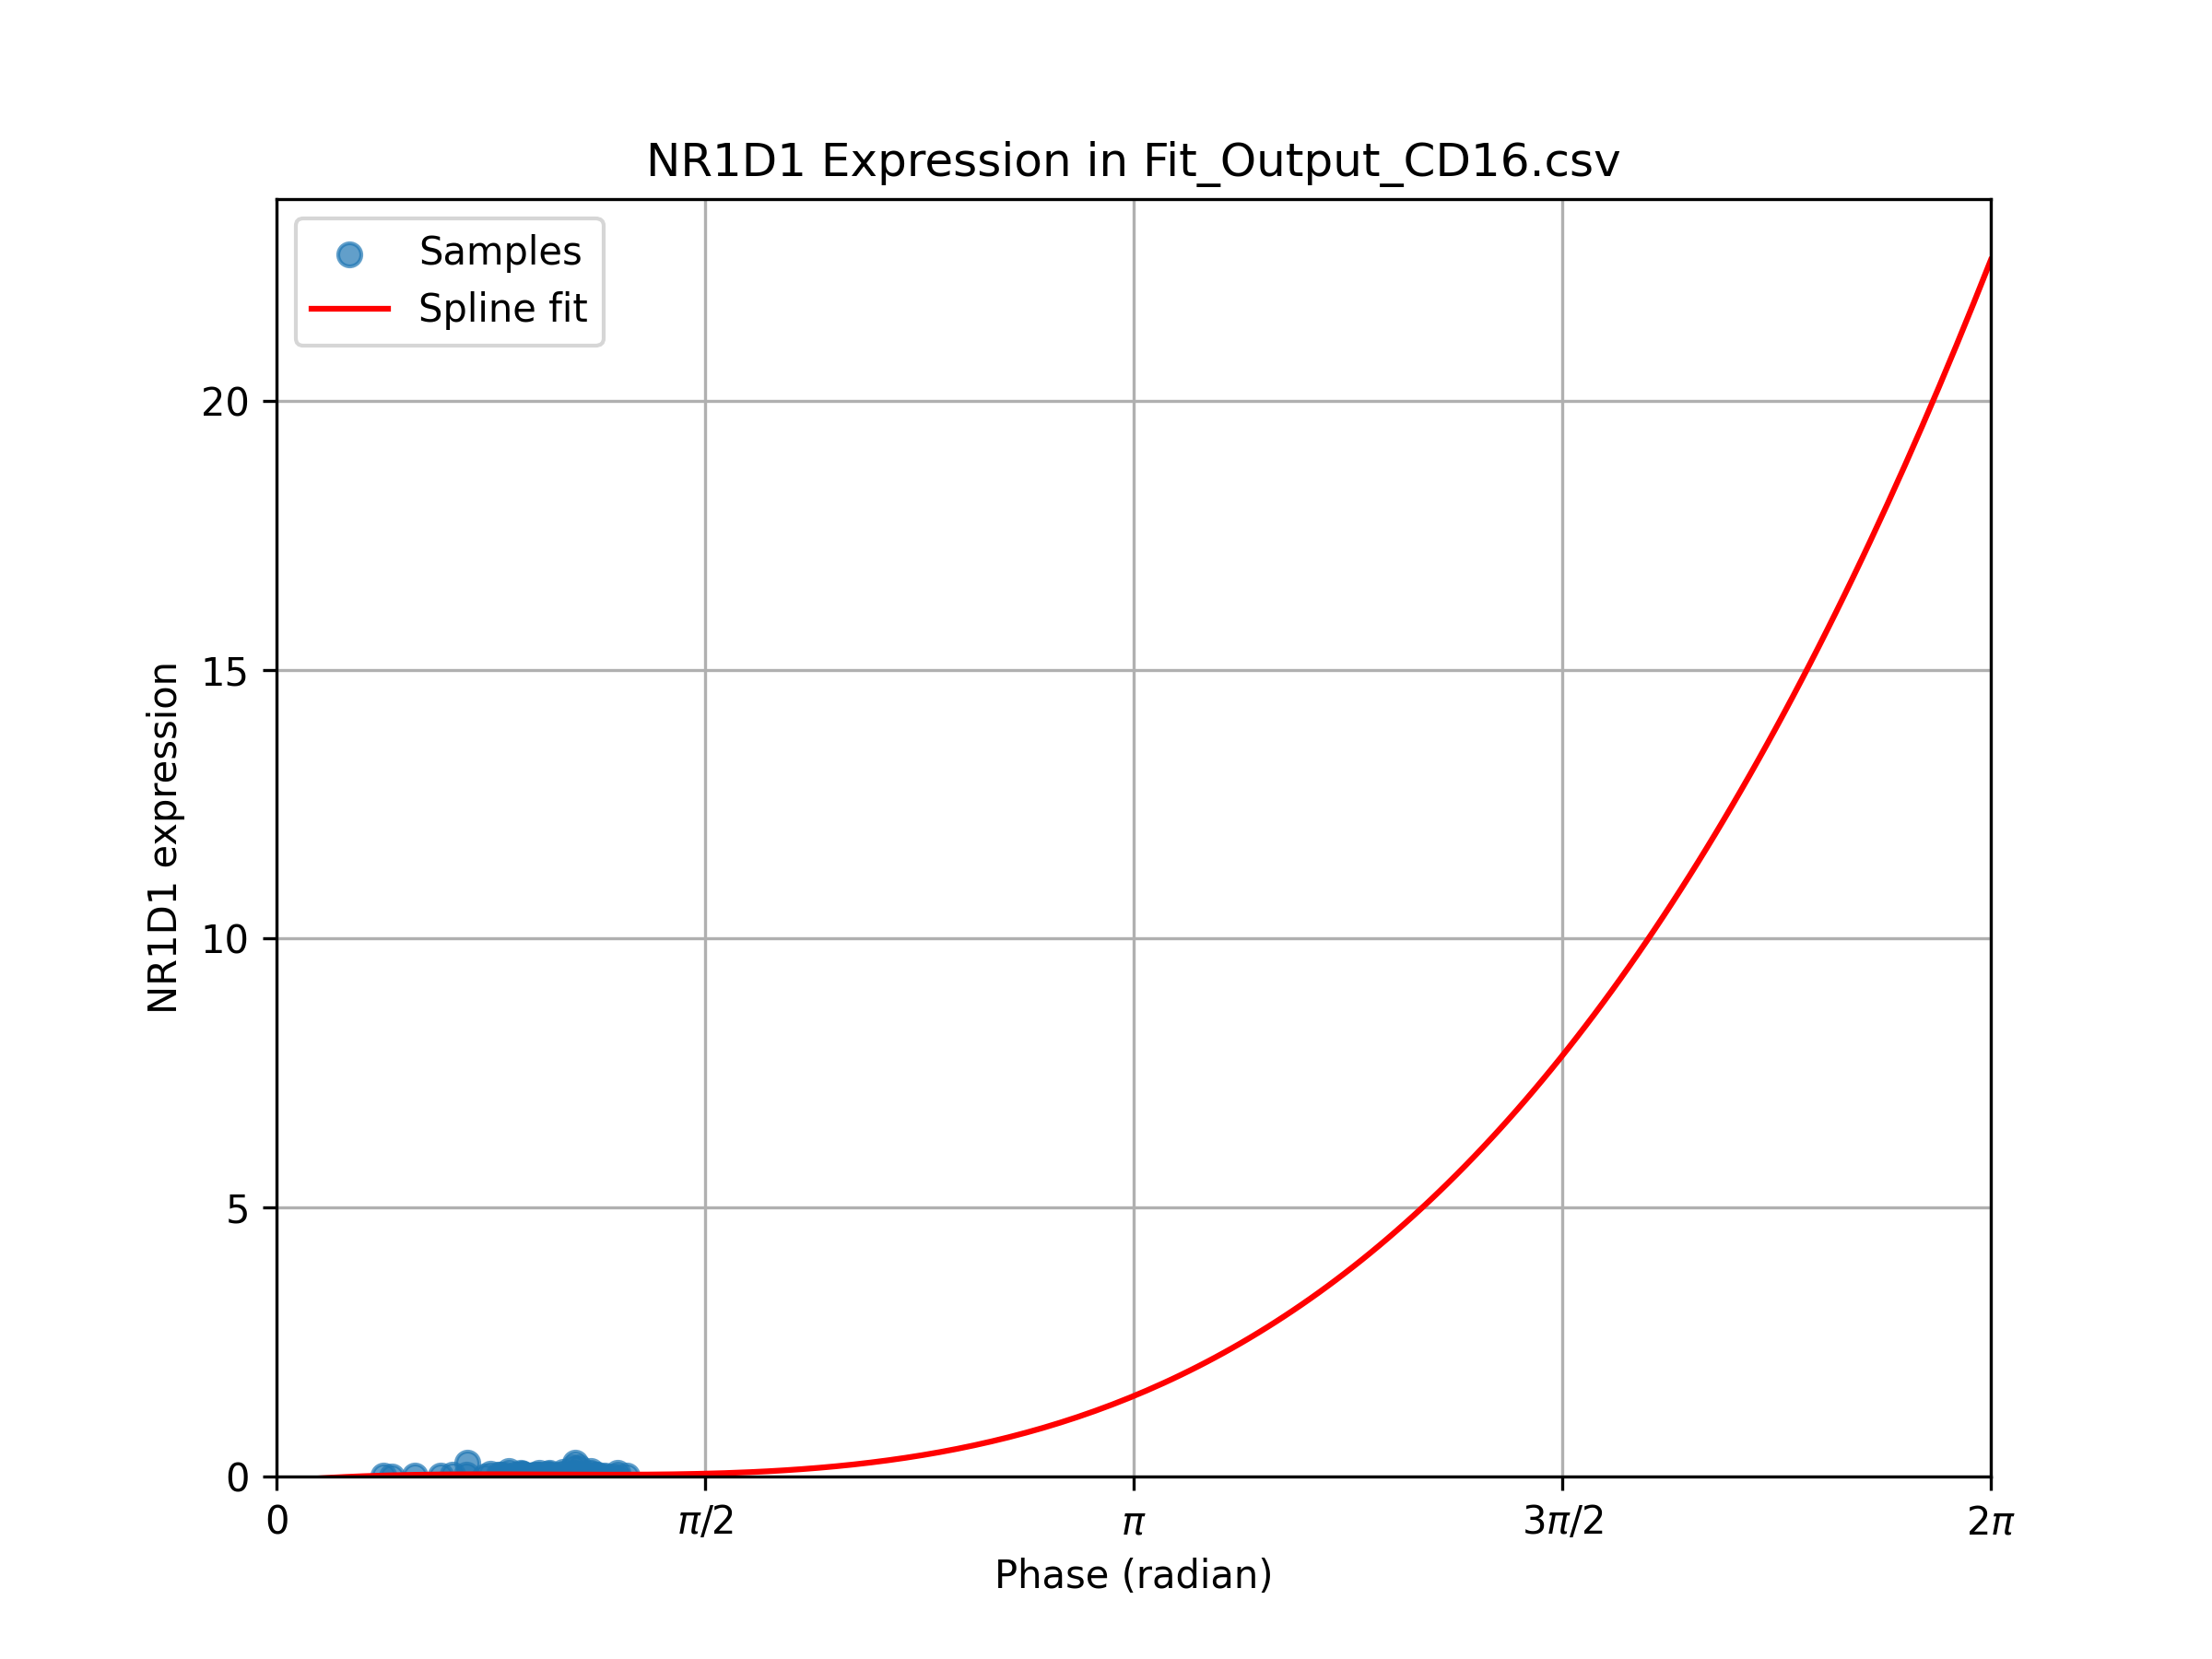 NR1D1 Expression in Fit_Output_CD16.csv
Samples
Spline fit
NR1D1 expression
20
15
10
5
0
0 π/2 π 3π/2 2π
Phase (radian)